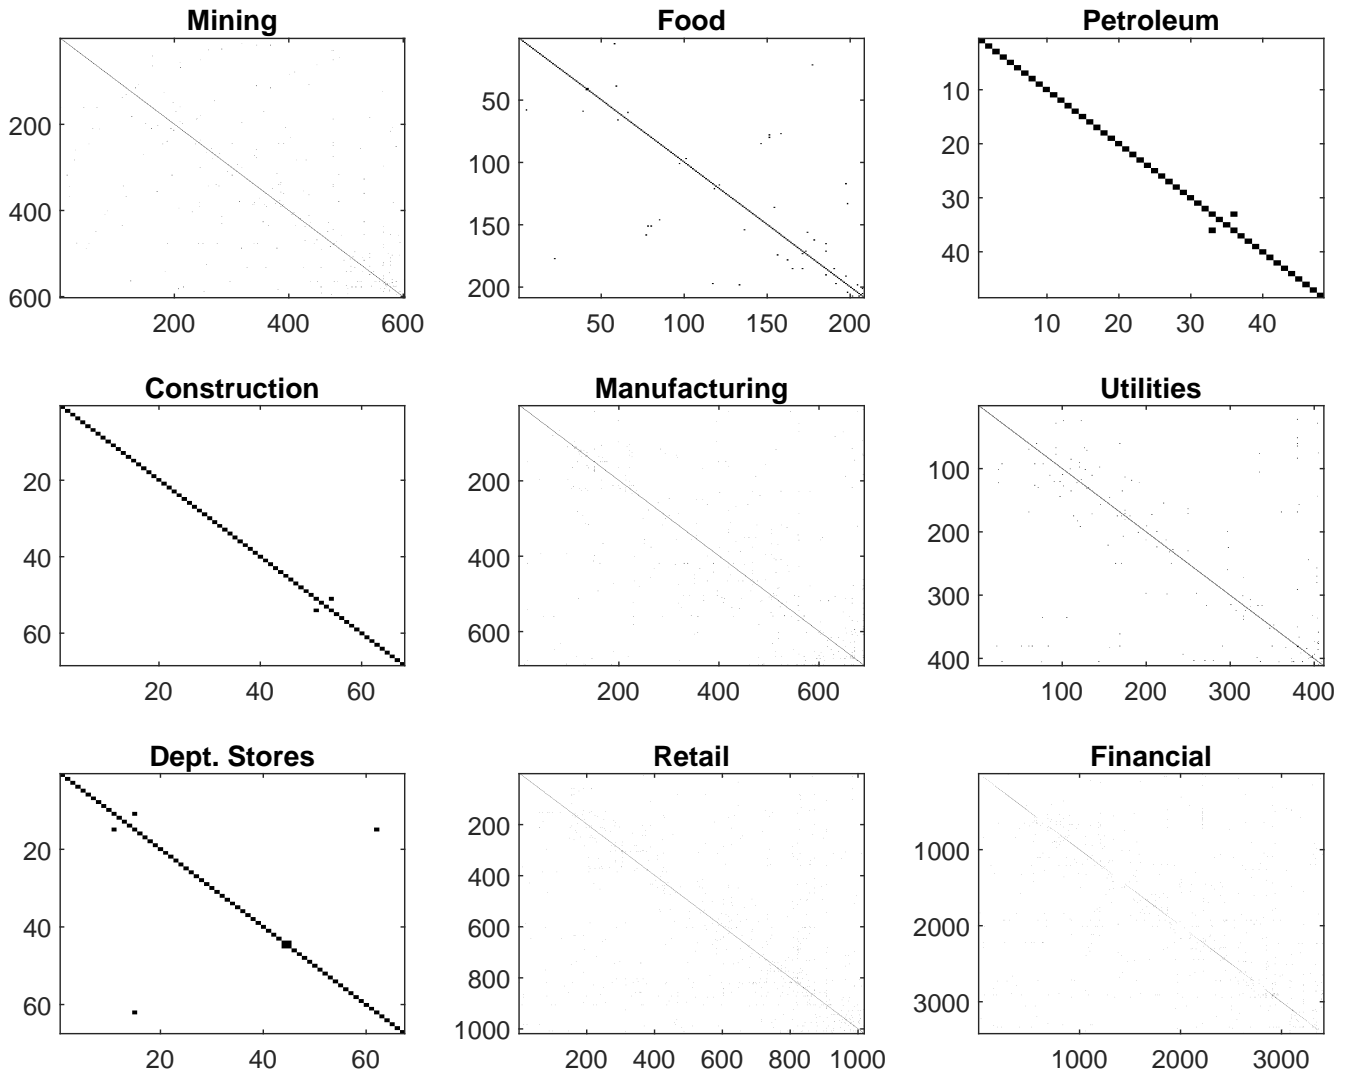 Mining Food Petroleum
200
400
600
200 400 600
50
100
150
200
50 100 150 200
10
20
30
40
10 20 30 40
Construction Manufacturing Utilities
20
40
60
20 40 60
200
400
600
200 400 600
100
200
300
400
100 200 300 400
Dept. Stores Retail Financial
20
40
60
20 40 60
200
400
600
800
1000
200 400 600 800 1000
1000
2000
3000
1000 2000 3000